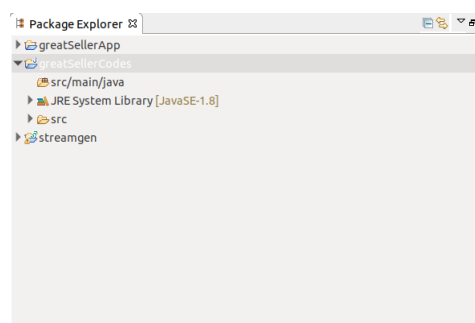 Package Explorer
greatSellerApp
greatSellerCodes
src/main/java
JRE System Library [JavaSE-1.8]
src
streamgen